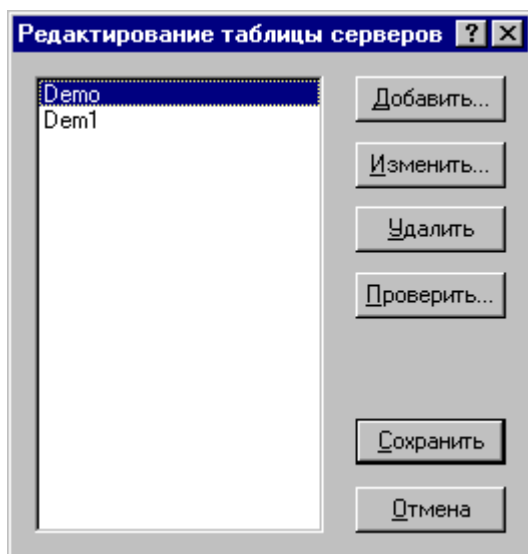 Редактирование таблицы серверов
Demo
Dem1
Добавить...
Изменить...
Удалить
Проверить...
Сохранить
Отмена